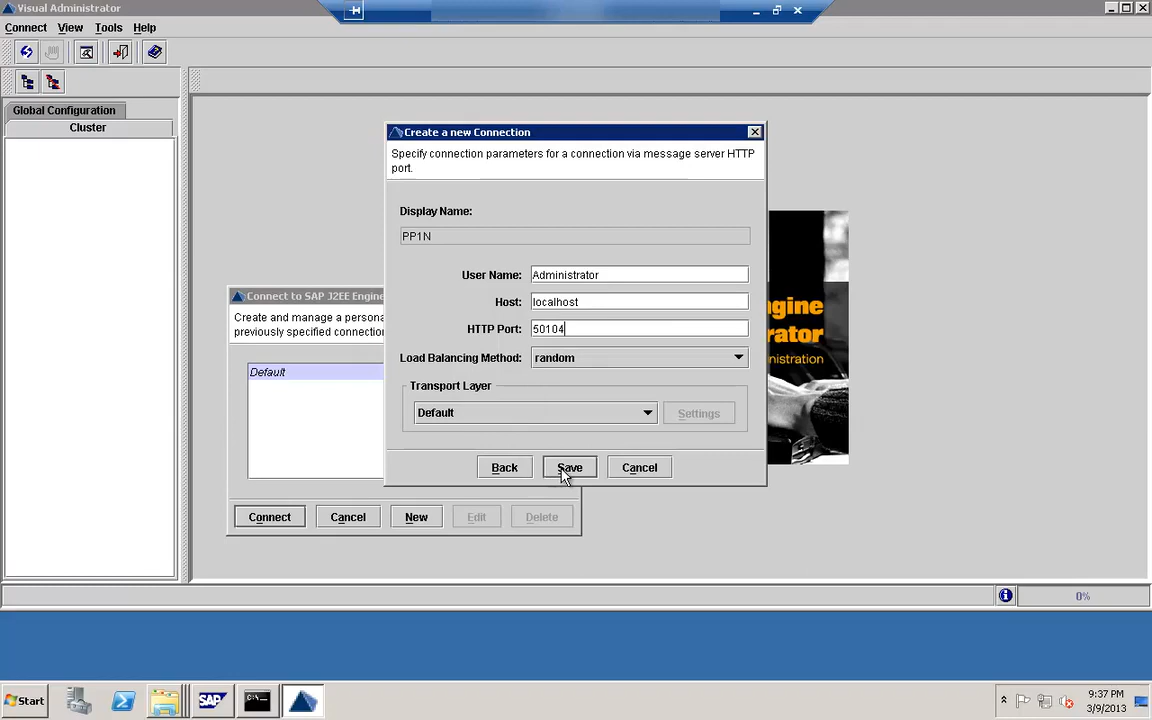 Visual Administrator
Connect View Tools Help
Global Configuration
Cluster
Create a new Connection
Specify connection parameters for a connection via message server HTTP
port.
Display Name:
PP1N
User Name: Administrator
Host: localhost
HTTP Port: 50104
Load Balancing Method: random
Transport Layer
Default Settings
Back Save Cancel
Connect to SAP J2EE Engine
Create and manage a persona
previously specified connection
Default
Connect Cancel New Edit Delete
ngine
rator
nistration
0%
Start
SAP
C:\.
9:37 PM
3/9/2013